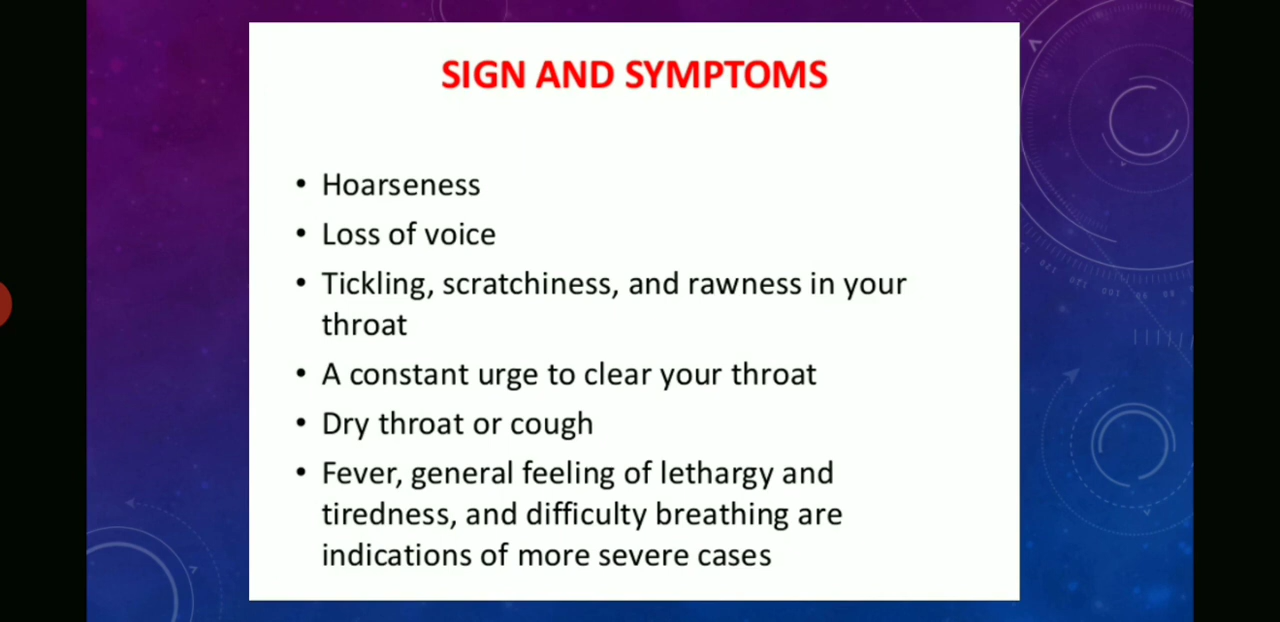 SIGN AND SYMPTOMS
• Hoarseness
• Loss of voice
• Tickling, scratchiness, and rawness in your
throat
• A constant urge to clear your throat
• Dry throat or cough
• Fever, general feeling of lethargy and
tiredness, and difficulty breathing are
indications of more severe cases